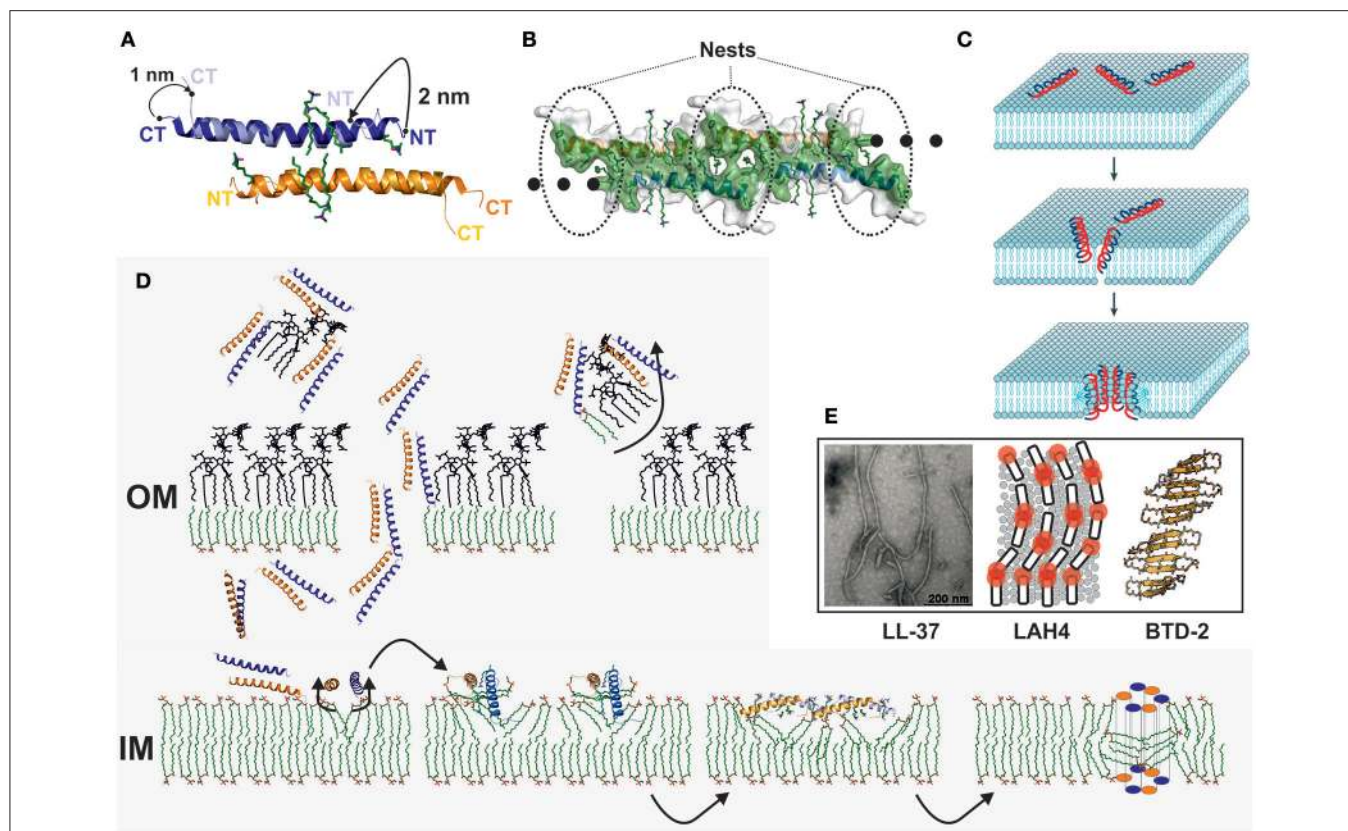 A
1 nm
CT
NT
2 nm
CT
NT
NT
CT
CT
B
Nests
C
D
OM
E
200 nm
LL-37
LAH4
BTD-2
IM